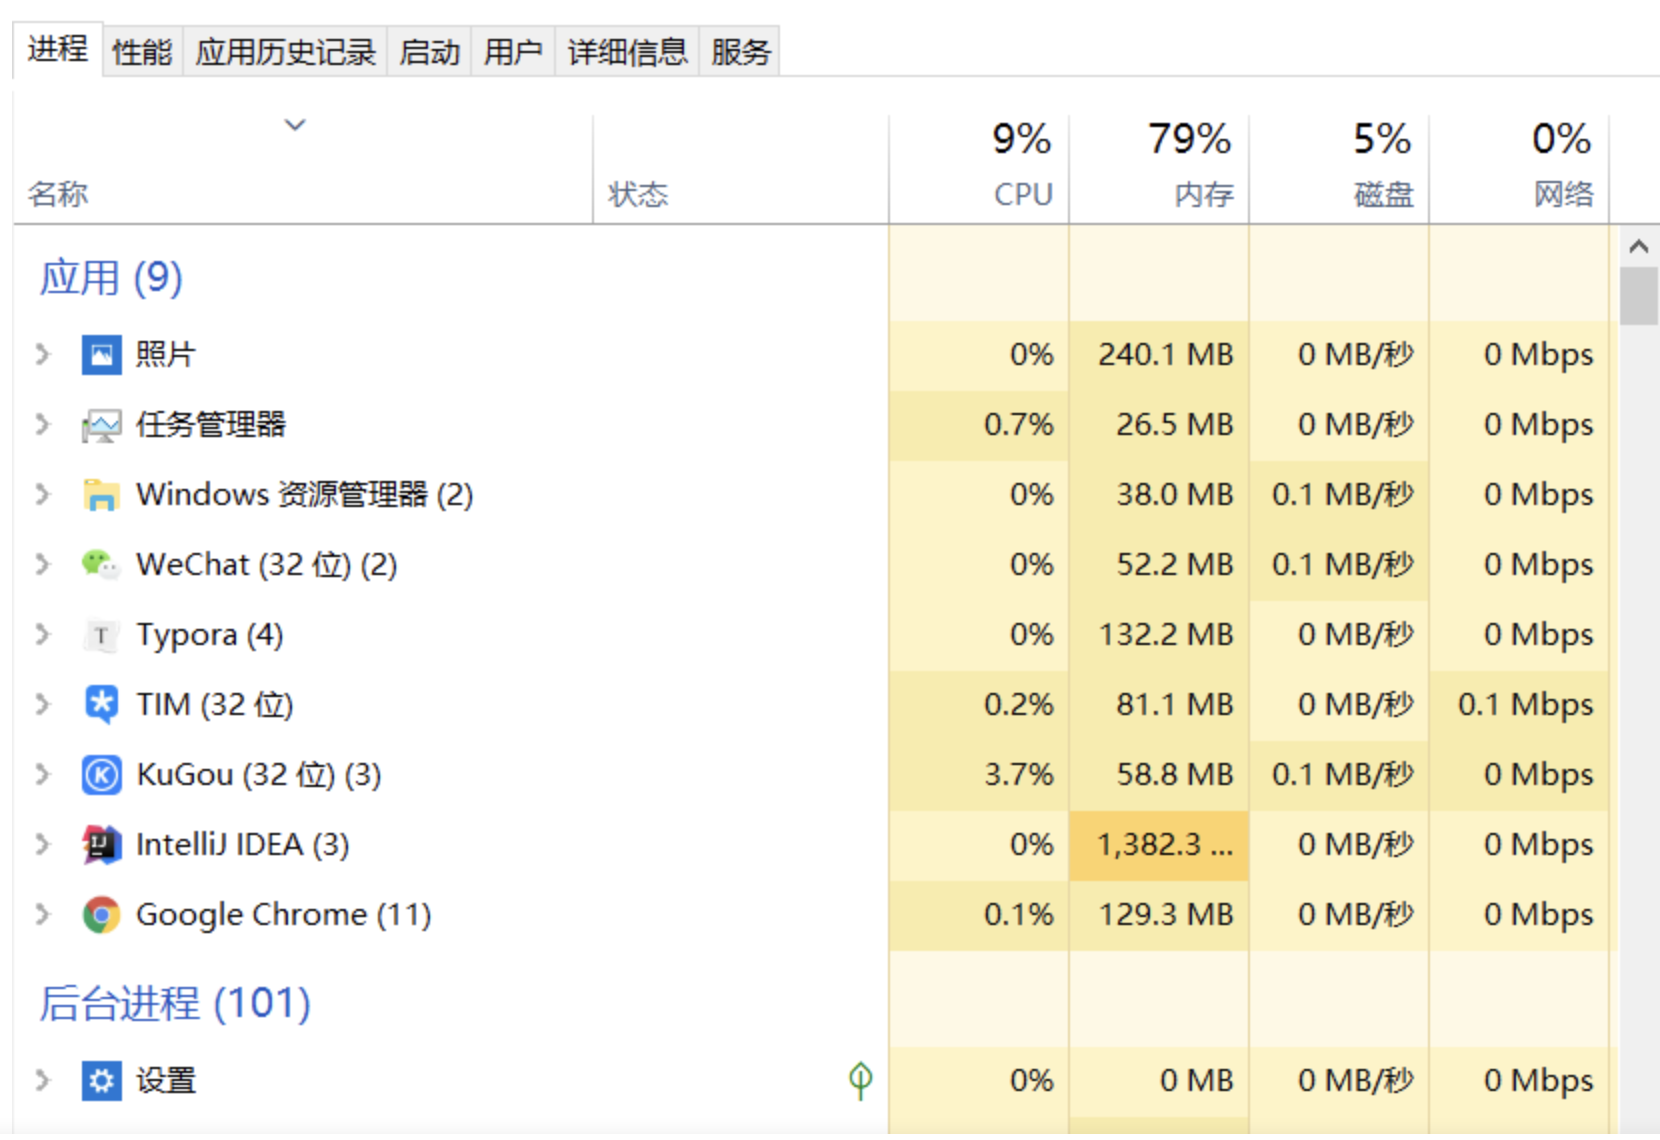 进程 性能 应用历史记录 启动 用户 详细信息 服务
9% 79% 5% 0%
名称 状态 CPU 内存 磁盘 网络
应用 (9)
照片 0% 240.1 MB 0 MB/秒 0 Mbps
任务管理器 0.7% 26.5 MB 0 MB/秒 0 Mbps
Windows 资源管理器 (2) 0% 38.0 MB 0.1 MB/秒 0 Mbps
WeChat (32 位) (2) 0% 52.2 MB 0.1 MB/秒 0 Mbps
Typora (4) 0% 132.2 MB 0 MB/秒 0 Mbps
TIM (32 位) 0.2% 81.1 MB 0 MB/秒 0.1 Mbps
KuGou (32 位) (3) 3.7% 58.8 MB 0.1 MB/秒 0 Mbps
IntelliJ IDEA (3) 0% 1,382.3 ... 0 MB/秒 0 Mbps
Google Chrome (11) 0.1% 129.3 MB 0 MB/秒 0 Mbps
后台进程 (101)
设置 0% 0 MB 0 MB/秒 0 Mbps